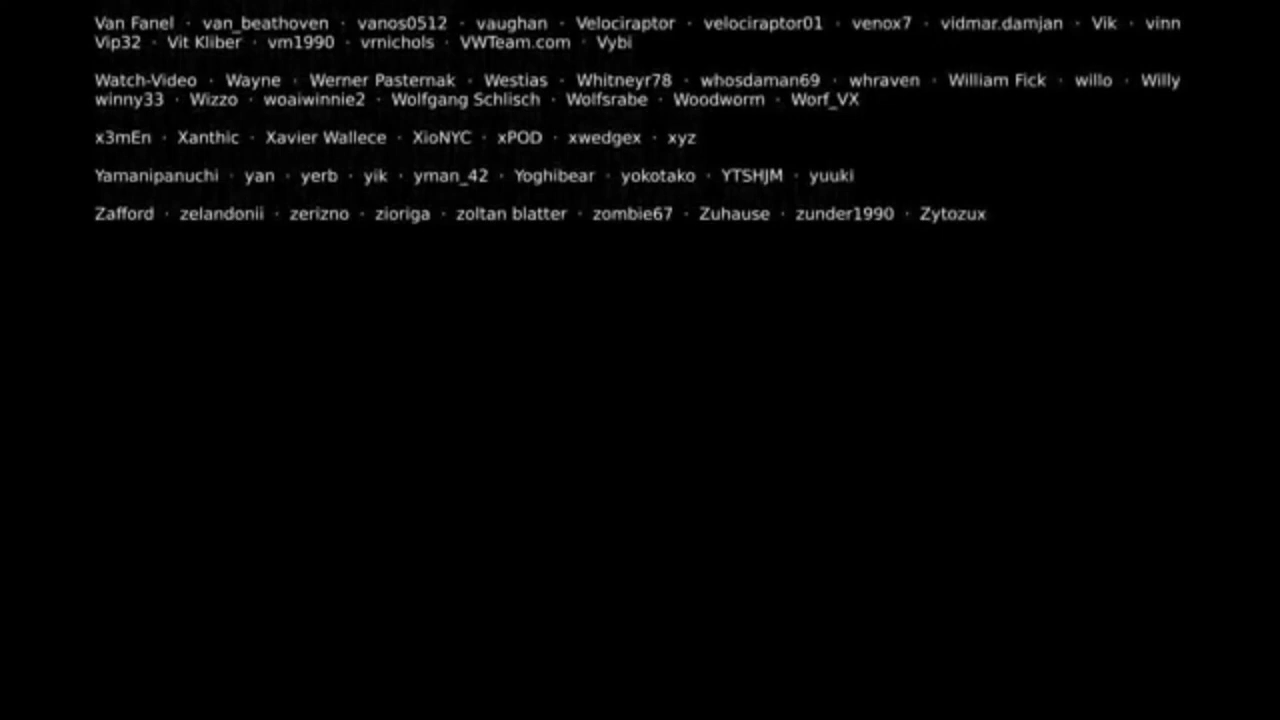 Van Fanel · van_beathoven · vanos0512 · vaughan · Velociraptor · velociraptor01 · venox7 · vidmar.damjan · Vik · vinn
Vip32 · Vit Kliber · vm1990 · vrnichols · VWTeam.com · Vybi
Watch-Video · Wayne · Werner Pasternak · Westias · Whitneyr78 · whosdaman69 · whraven · William Fick · willo · Willy
winny33 · Wizzo · woaiwinnie2 · Wolfgang Schlisch · Wolfsrabe · Woodworm · Worf_VX
x3mEn · Xanthic · Xavier Wallece · XioNYC · xPOD · xwedgex · xyz
Yamanipanuchi · yan · yerb · yik · yman_42 · Yoghibear · yokotako · YTSHJM · yuuki
Zafford · zelandonii · zerizno · zioriga · zoltan blatter · zombie67 · Zuhause · zunder1990 · Zytozux